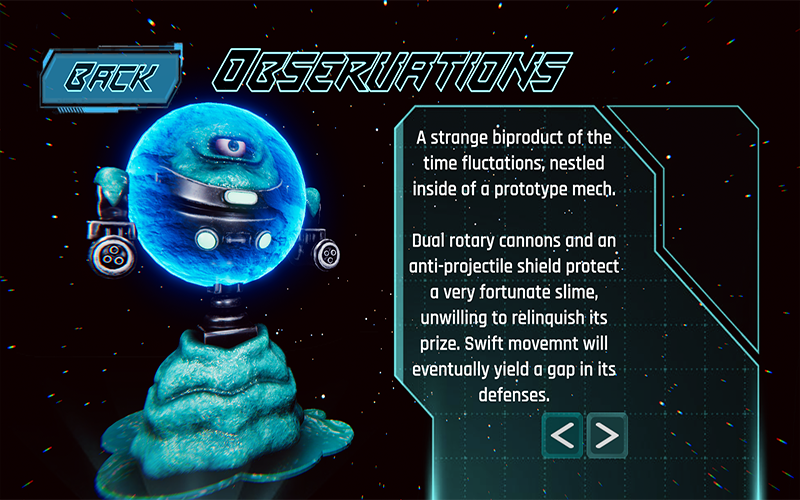 BACK
OBSERVATIONS
A strange biproduct of the
time fluctations, nestled
inside of a prototype mech.
Dual rotary cannons and an
anti-projectile shield protect
a very fortunate slime,
unwilling to relinquish its
prize. Swift movemnt will
eventually yield a gap in its
defenses.
< >